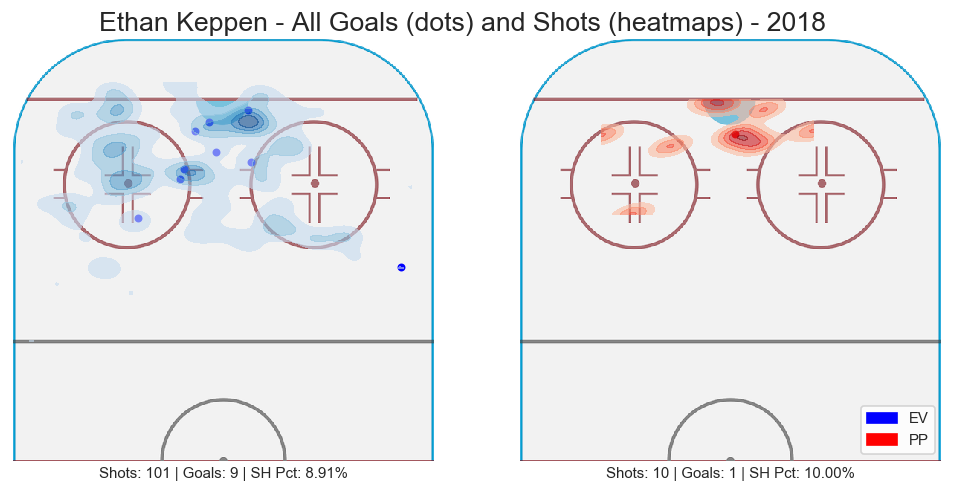 Ethan Keppen - All Goals (dots) and Shots (heatmaps) - 2018
EV
PP
Shots: 101 | Goals: 9 | SH Pct: 8.91%
Shots: 10 | Goals: 1 | SH Pct: 10.00%